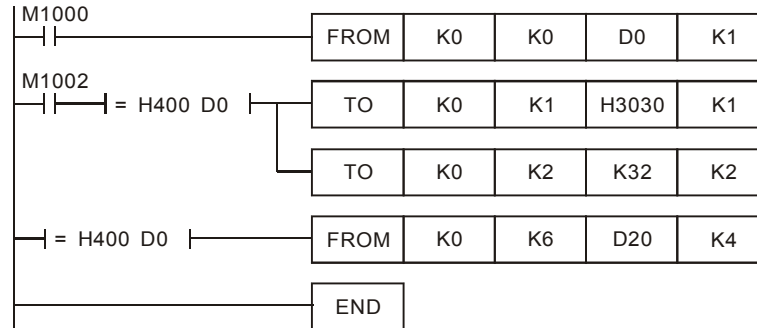 M1000
FROM K0 K0 D0 K1
M1002
= H400 D0 TO K0 K1 H3030 K1
TO K0 K2 K32 K2
= H400 D0 FROM K0 K6 D20 K4
END